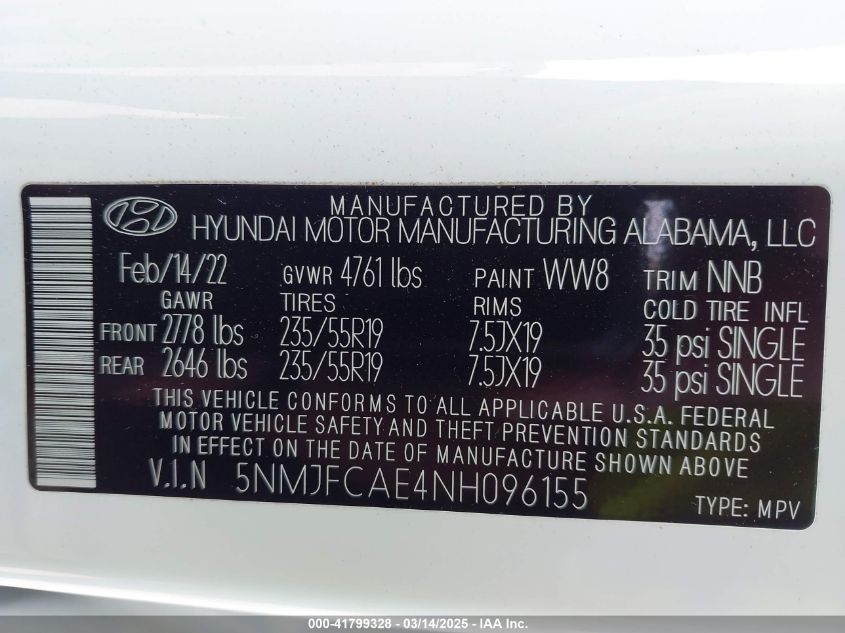 MANUFACTURED BY
HYUNDAI MOTOR MANUFACTURING ALABAMA, LLC
Feb/14/22 GVWR 4761 lbs PAINT WW8 TRIM NNB
GAWR TIRES RIMS COLD TIRE INFL
FRONT 2778 lbs 235/55R19 7.5JX19 35 psi SINGLE
REAR 2646 lbs 235/55R19 7.5JX19 35 psi SINGLE
THIS VEHICLE CONFORMS TO ALL APPLICABLE U.S.A. FEDERAL
MOTOR VEHICLE SAFETY AND THEFT PREVENTION STANDARDS
IN EFFECT ON THE DATE OF MANUFACTURE SHOWN ABOVE.
V.I.N 5NMJFCAE4NH096155 TYPE: MPV
000-41799328 — 03/14/2025 — IAA Inc.